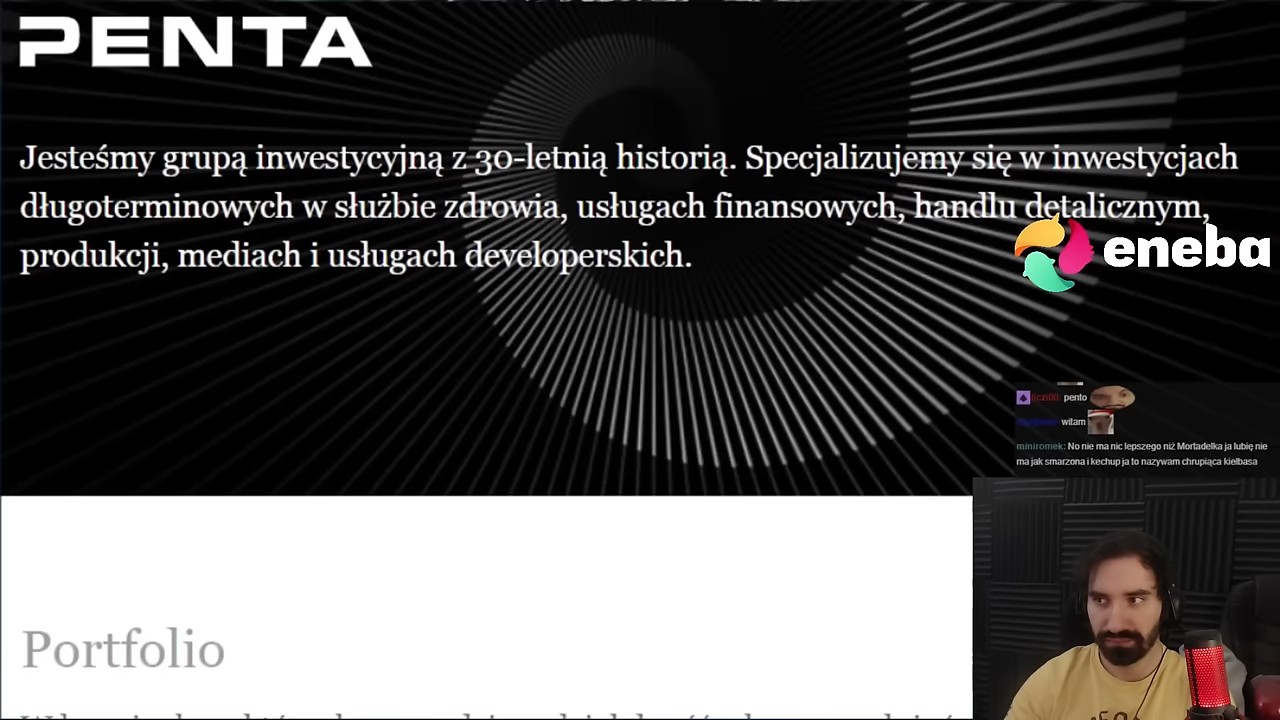 PENTA
Jesteśmy grupą inwestycyjną z 30-letnią historią. Specjalizujemy się w inwestycjach
długoterminowych w służbie zdrowia, usługach finansowych, handlu detalicznym,
produkcji, mediach i usługach developerskich.
eneba
pento
witam
miniromek: No nie ma nic lepszego niż Mortadelka ja lubię nie
ma jak smarzona i kechup ja to nazywam chrupiąca kiełbasa
Portfolio